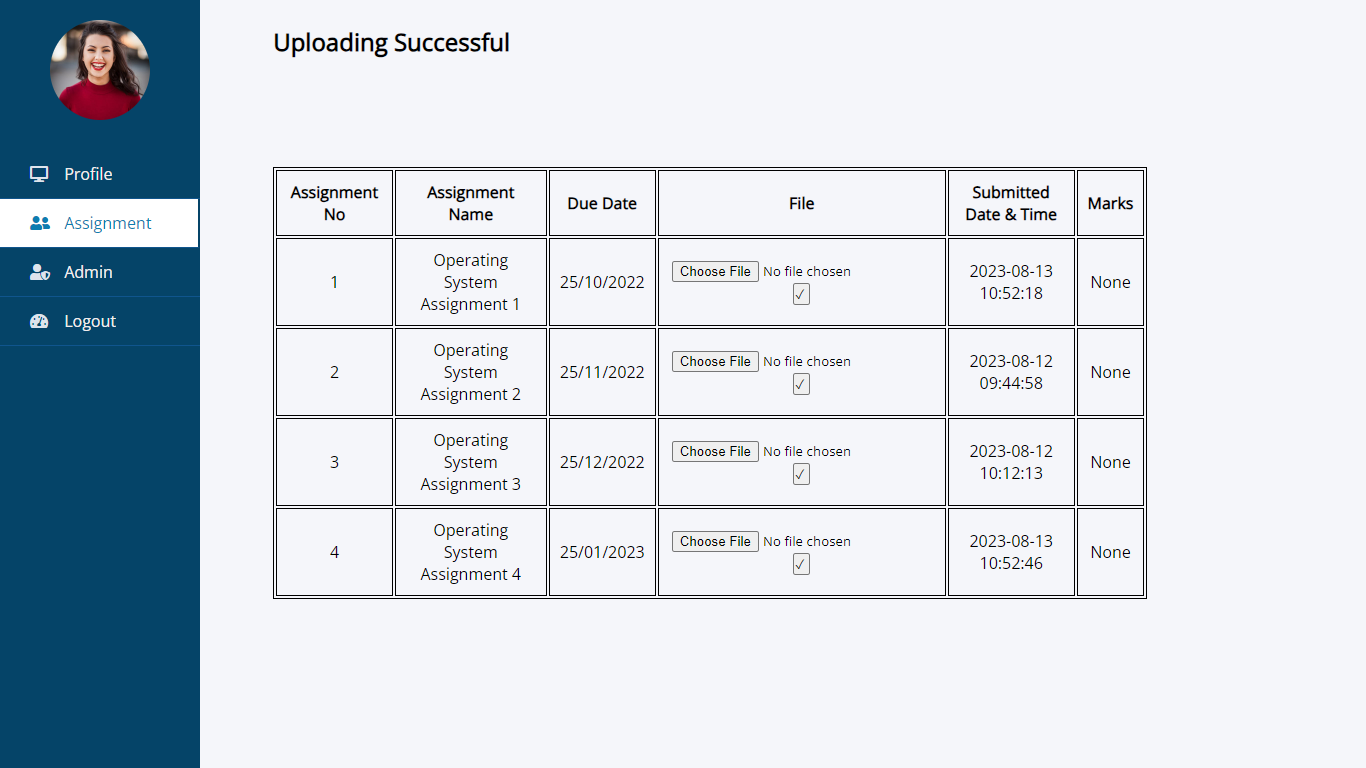 Uploading Successful
Profile
Assignment
Admin
Logout
Assignment No
Assignment Name
Due Date
File
Submitted Date & Time
Marks
1
Operating
System
Assignment 1
25/10/2022
Choose File No file chosen
✓
2023-08-13
10:52:18
None
2
Operating
System
Assignment 2
25/11/2022
Choose File No file chosen
✓
2023-08-12
09:44:58
None
3
Operating
System
Assignment 3
25/12/2022
Choose File No file chosen
✓
2023-08-12
10:12:13
None
4
Operating
System
Assignment 4
25/01/2023
Choose File No file chosen
✓
2023-08-13
10:52:46
None